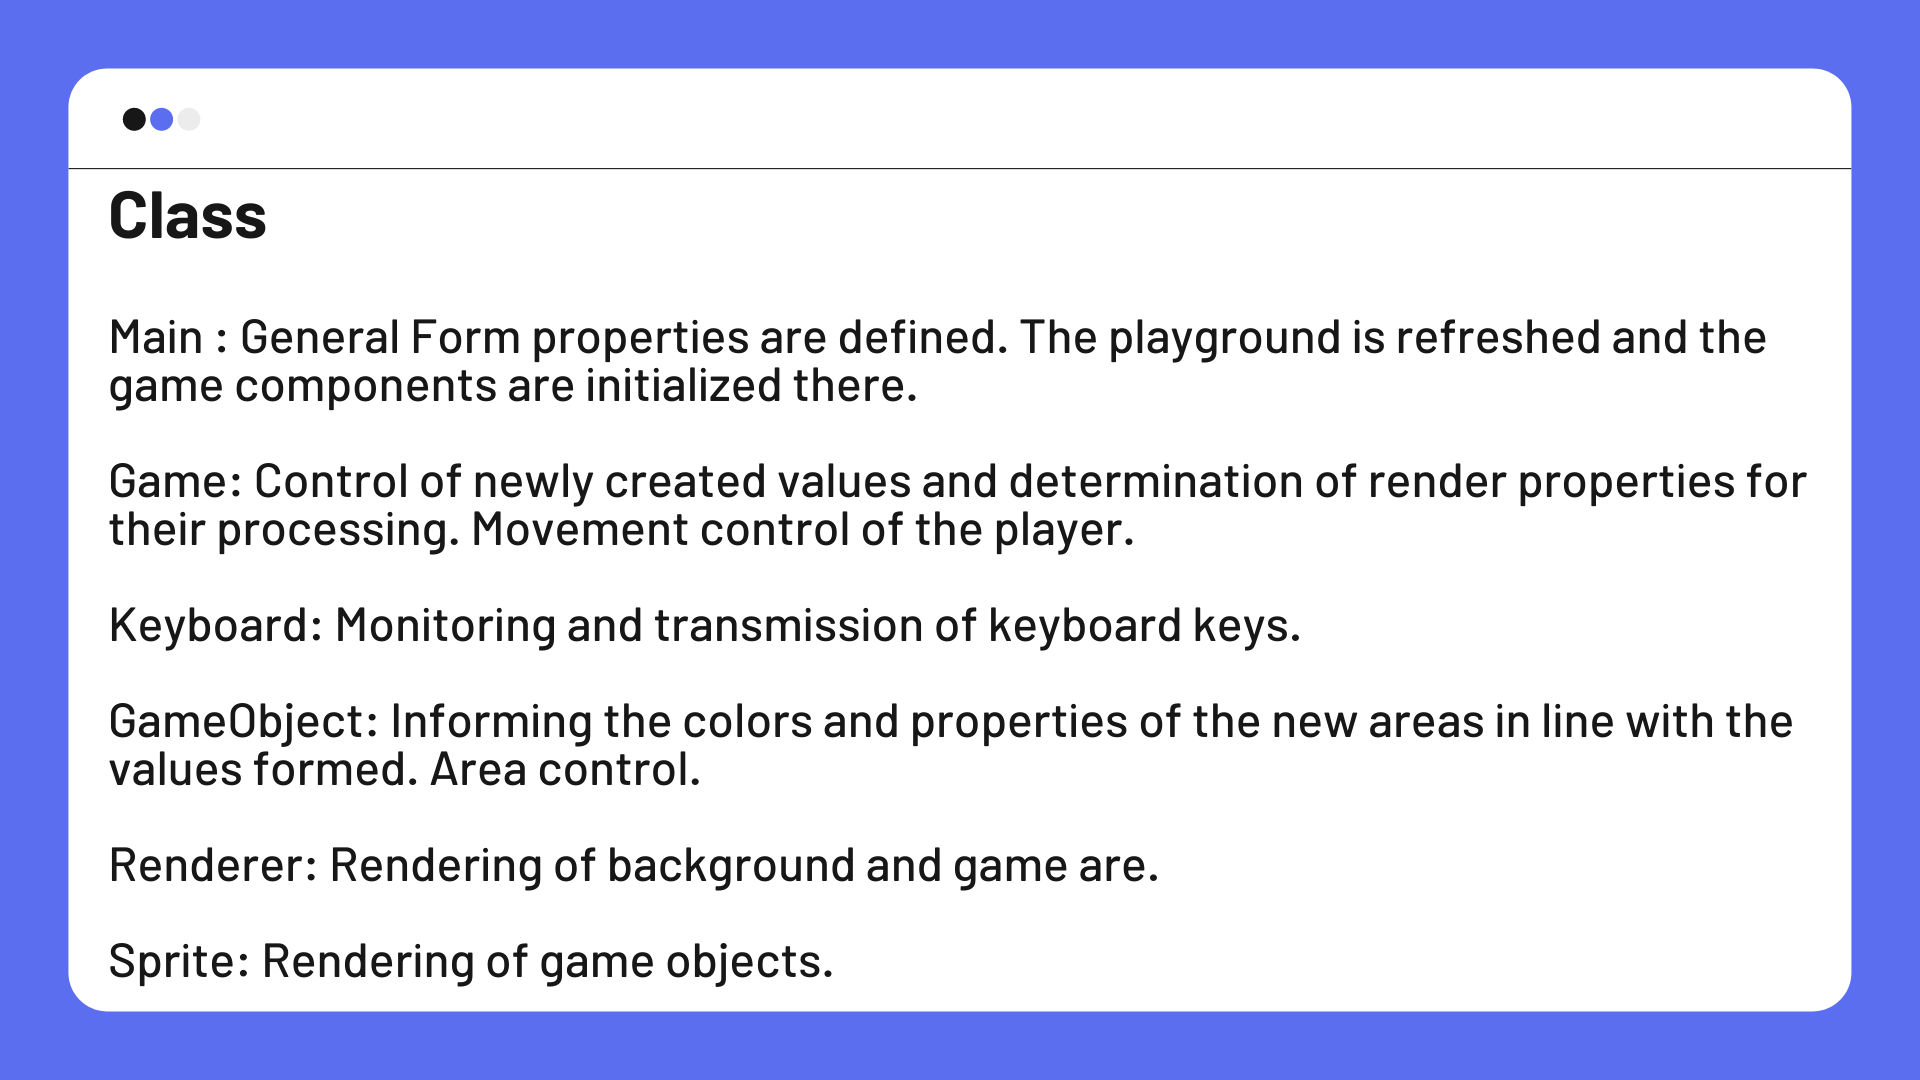 Class
Main : General Form properties are defined. The playground is refreshed and the
game components are initialized there.
Game: Control of newly created values and determination of render properties for
their processing. Movement control of the player.
Keyboard: Monitoring and transmission of keyboard keys.
GameObject: Informing the colors and properties of the new areas in line with the
values formed. Area control.
Renderer: Rendering of background and game are.
Sprite: Rendering of game objects.